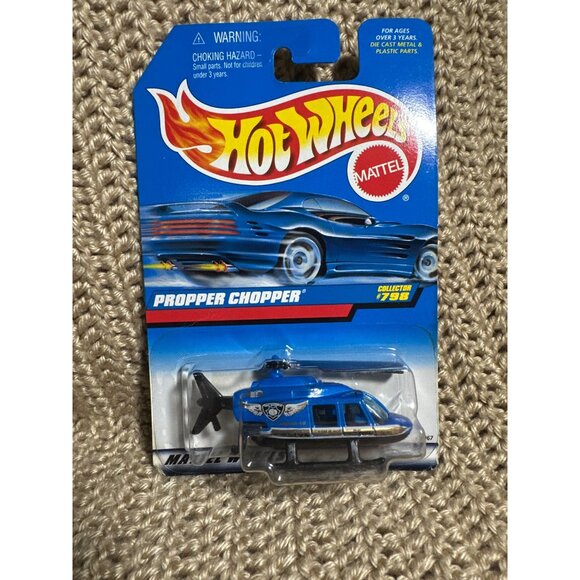 ⚠ WARNING:
CHOKING HAZARD–
Small parts. Not for children
under 3 years.
FOR AGES
OVER 3 YEARS.
DIE CAST METAL &
PLASTIC PARTS.
HOT WHEELS
MATTEL
®
PROPPER CHOPPER
COLLECTOR
#798